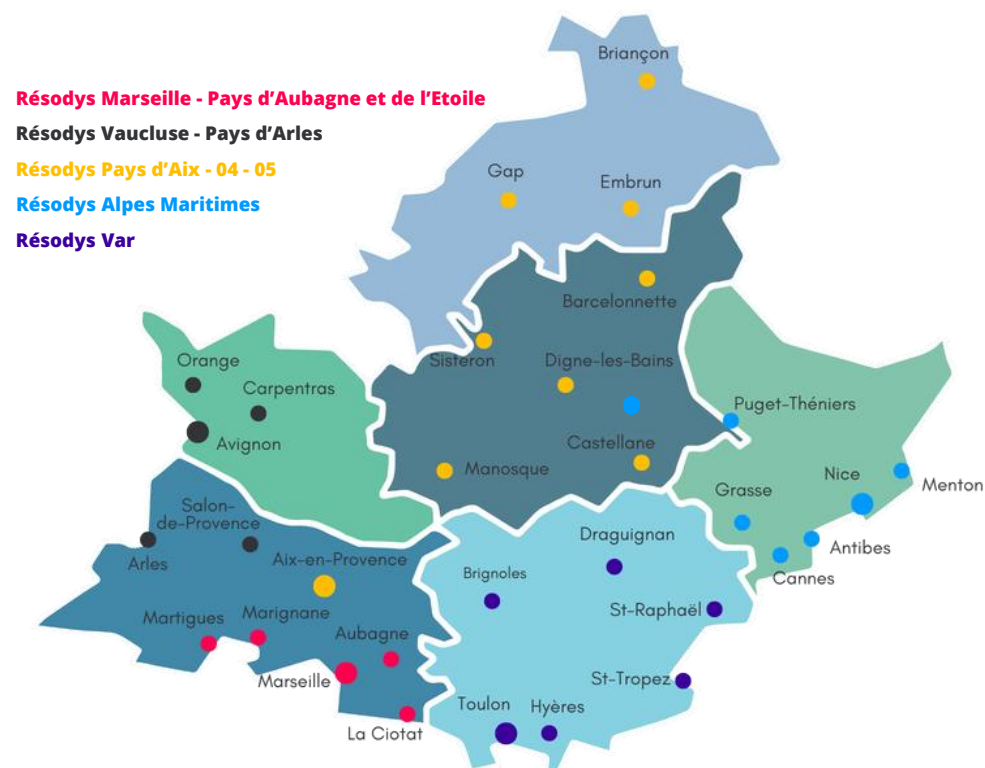 Résodys Marseille - Pays d’Aubagne et de l’Etoile
Résodys Vaucluse - Pays d’Arles
Résodys Pays d’Aix - 04 - 05
Résodys Alpes Maritimes
Résodys Var
Briançon
Gap
Embrun
Barcelonnette
Sisteron
Digne-les-Bains
Castellane
Manosque
Orange
Carpentras
Avignon
Puget-Théniers
Grasse
Nice
Menton
Antibes
Cannes
Salon-
de-Provence
Arles
Aix-en-Provence
Martigues
Marignane
Aubagne
Marseille
La Ciotat
Draguignan
Brignoles
St-Raphaël
St-Tropez
Toulon
Hyères